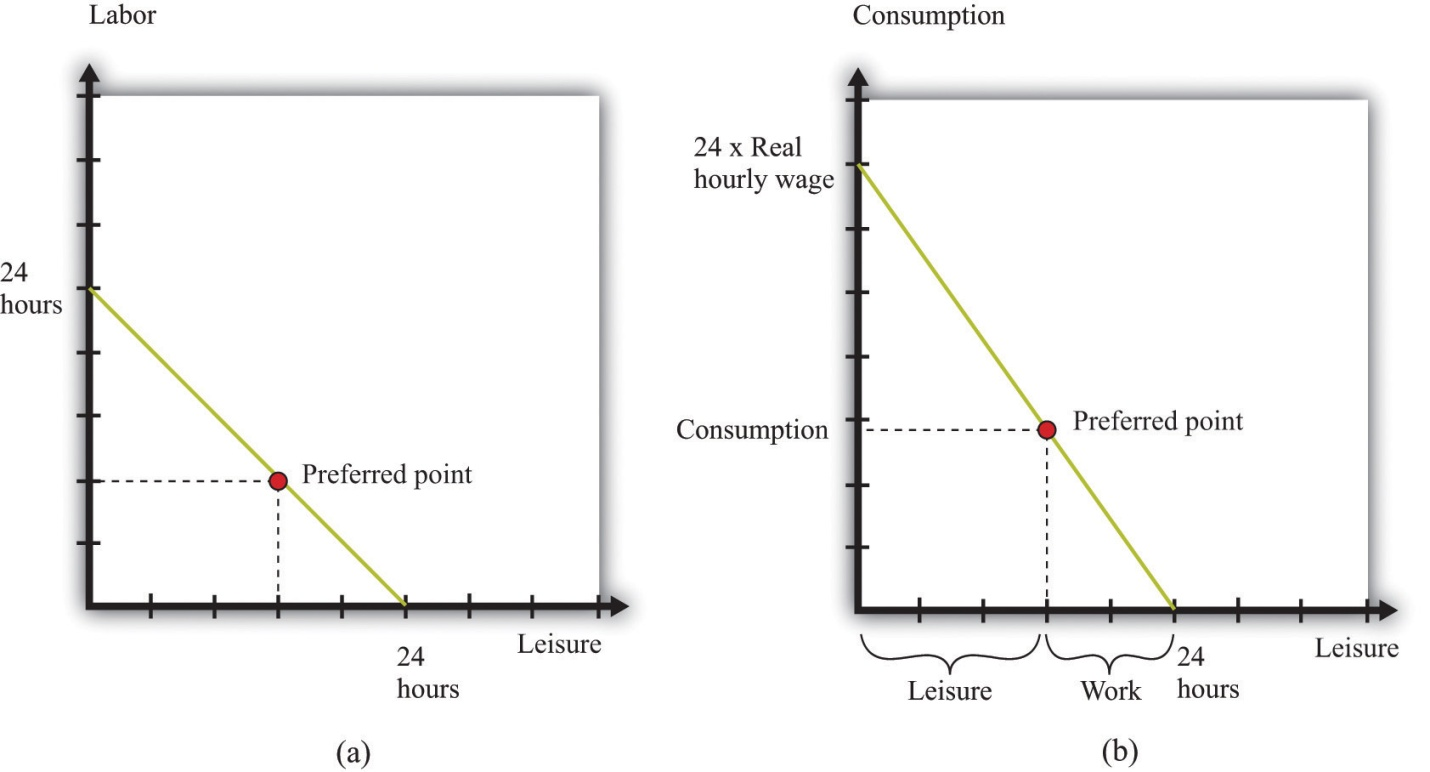 Labor
24
hours
Preferred point
Leisure
24
hours
(a)
Consumption
24 x Real
hourly wage
Consumption
Preferred point
Leisure
Leisure
Work
24
hours
(b)